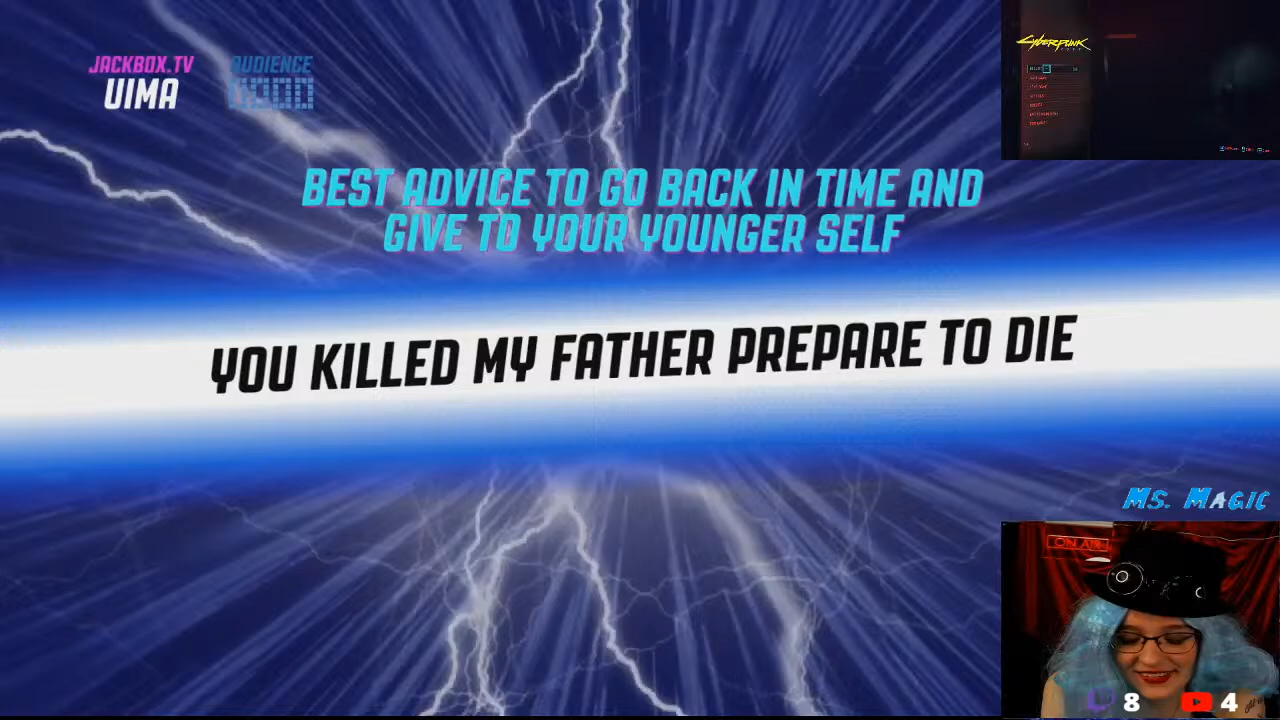 JACKBOX.TV
UIMA
AUDIENCE
BEST ADVICE TO GO BACK IN TIME AND
GIVE TO YOUR YOUNGER SELF
YOU KILLED MY FATHER PREPARE TO DIE
CYBERPUNK
MS. MAGIC
ON AIR
8
4